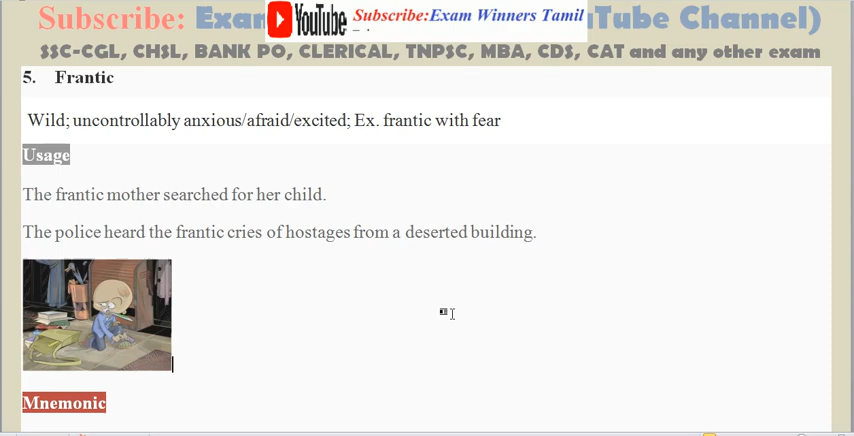 Subscribe: Exam YouTube Subscribe:Exam Winners Tamil uTube Channel)
SSC-CGL, CHSL, BANK PO, CLERICAL, TNPSC, MBA, CDS, CAT and any other exam
5. Frantic
Wild; uncontrollably anxious/afraid/excited; Ex. frantic with fear
Usage
The frantic mother searched for her child.
The police heard the frantic cries of hostages from a deserted building.
Mnemonic